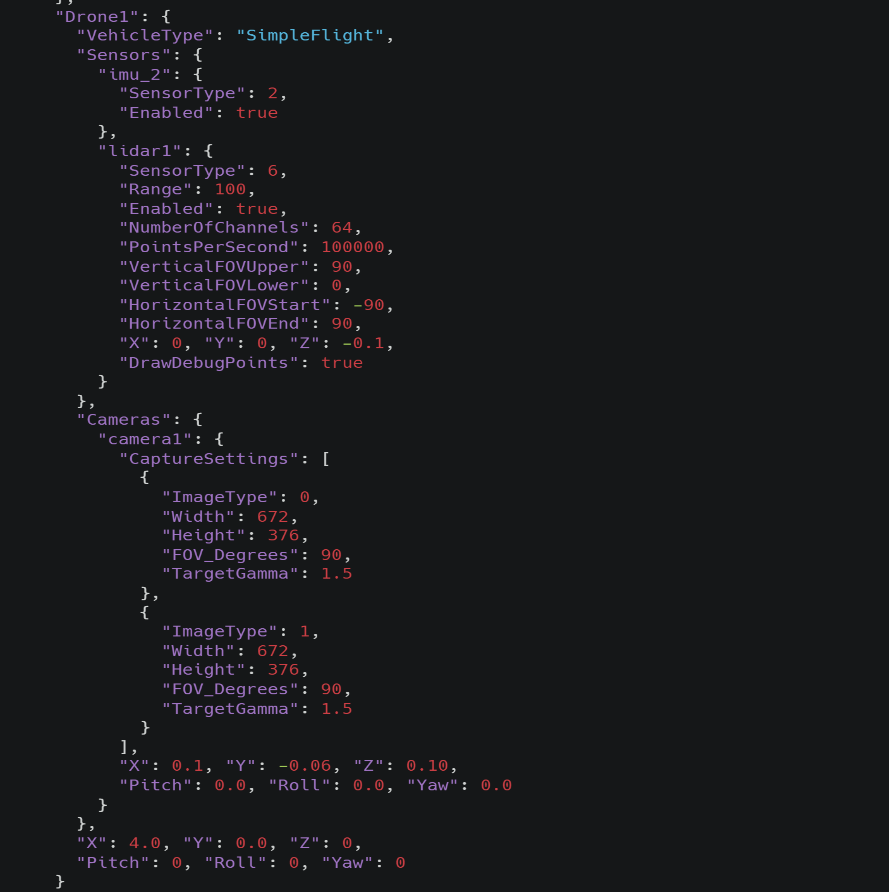 },
"Drone1": {
"VehicleType": "SimpleFlight",
"Sensors": {
"imu_2": {
"SensorType": 2,
"Enabled": true
},
"lidar1": {
"SensorType": 6,
"Range": 100,
"Enabled": true,
"NumberOfChannels": 64,
"PointsPerSecond": 100000,
"VerticalFOVUpper": 90,
"VerticalFOVLower": 0,
"HorizontalFOVStart": -90,
"HorizontalFOVEnd": 90,
"X": 0, "Y": 0, "Z": -0.1,
"DrawDebugPoints": true
}
},
"Cameras": {
"camera1": {
"CaptureSettings": [
{
"ImageType": 0,
"Width": 672,
"Height": 376,
"FOV_Degrees": 90,
"TargetGamma": 1.5
},
{
"ImageType": 1,
"Width": 672,
"Height": 376,
"FOV_Degrees": 90,
"TargetGamma": 1.5
}
],
"X": 0.1, "Y": -0.06, "Z": 0.10,
"Pitch": 0.0, "Roll": 0.0, "Yaw": 0.0
}
},
"X": 4.0, "Y": 0.0, "Z": 0,
"Pitch": 0, "Roll": 0, "Yaw": 0
}